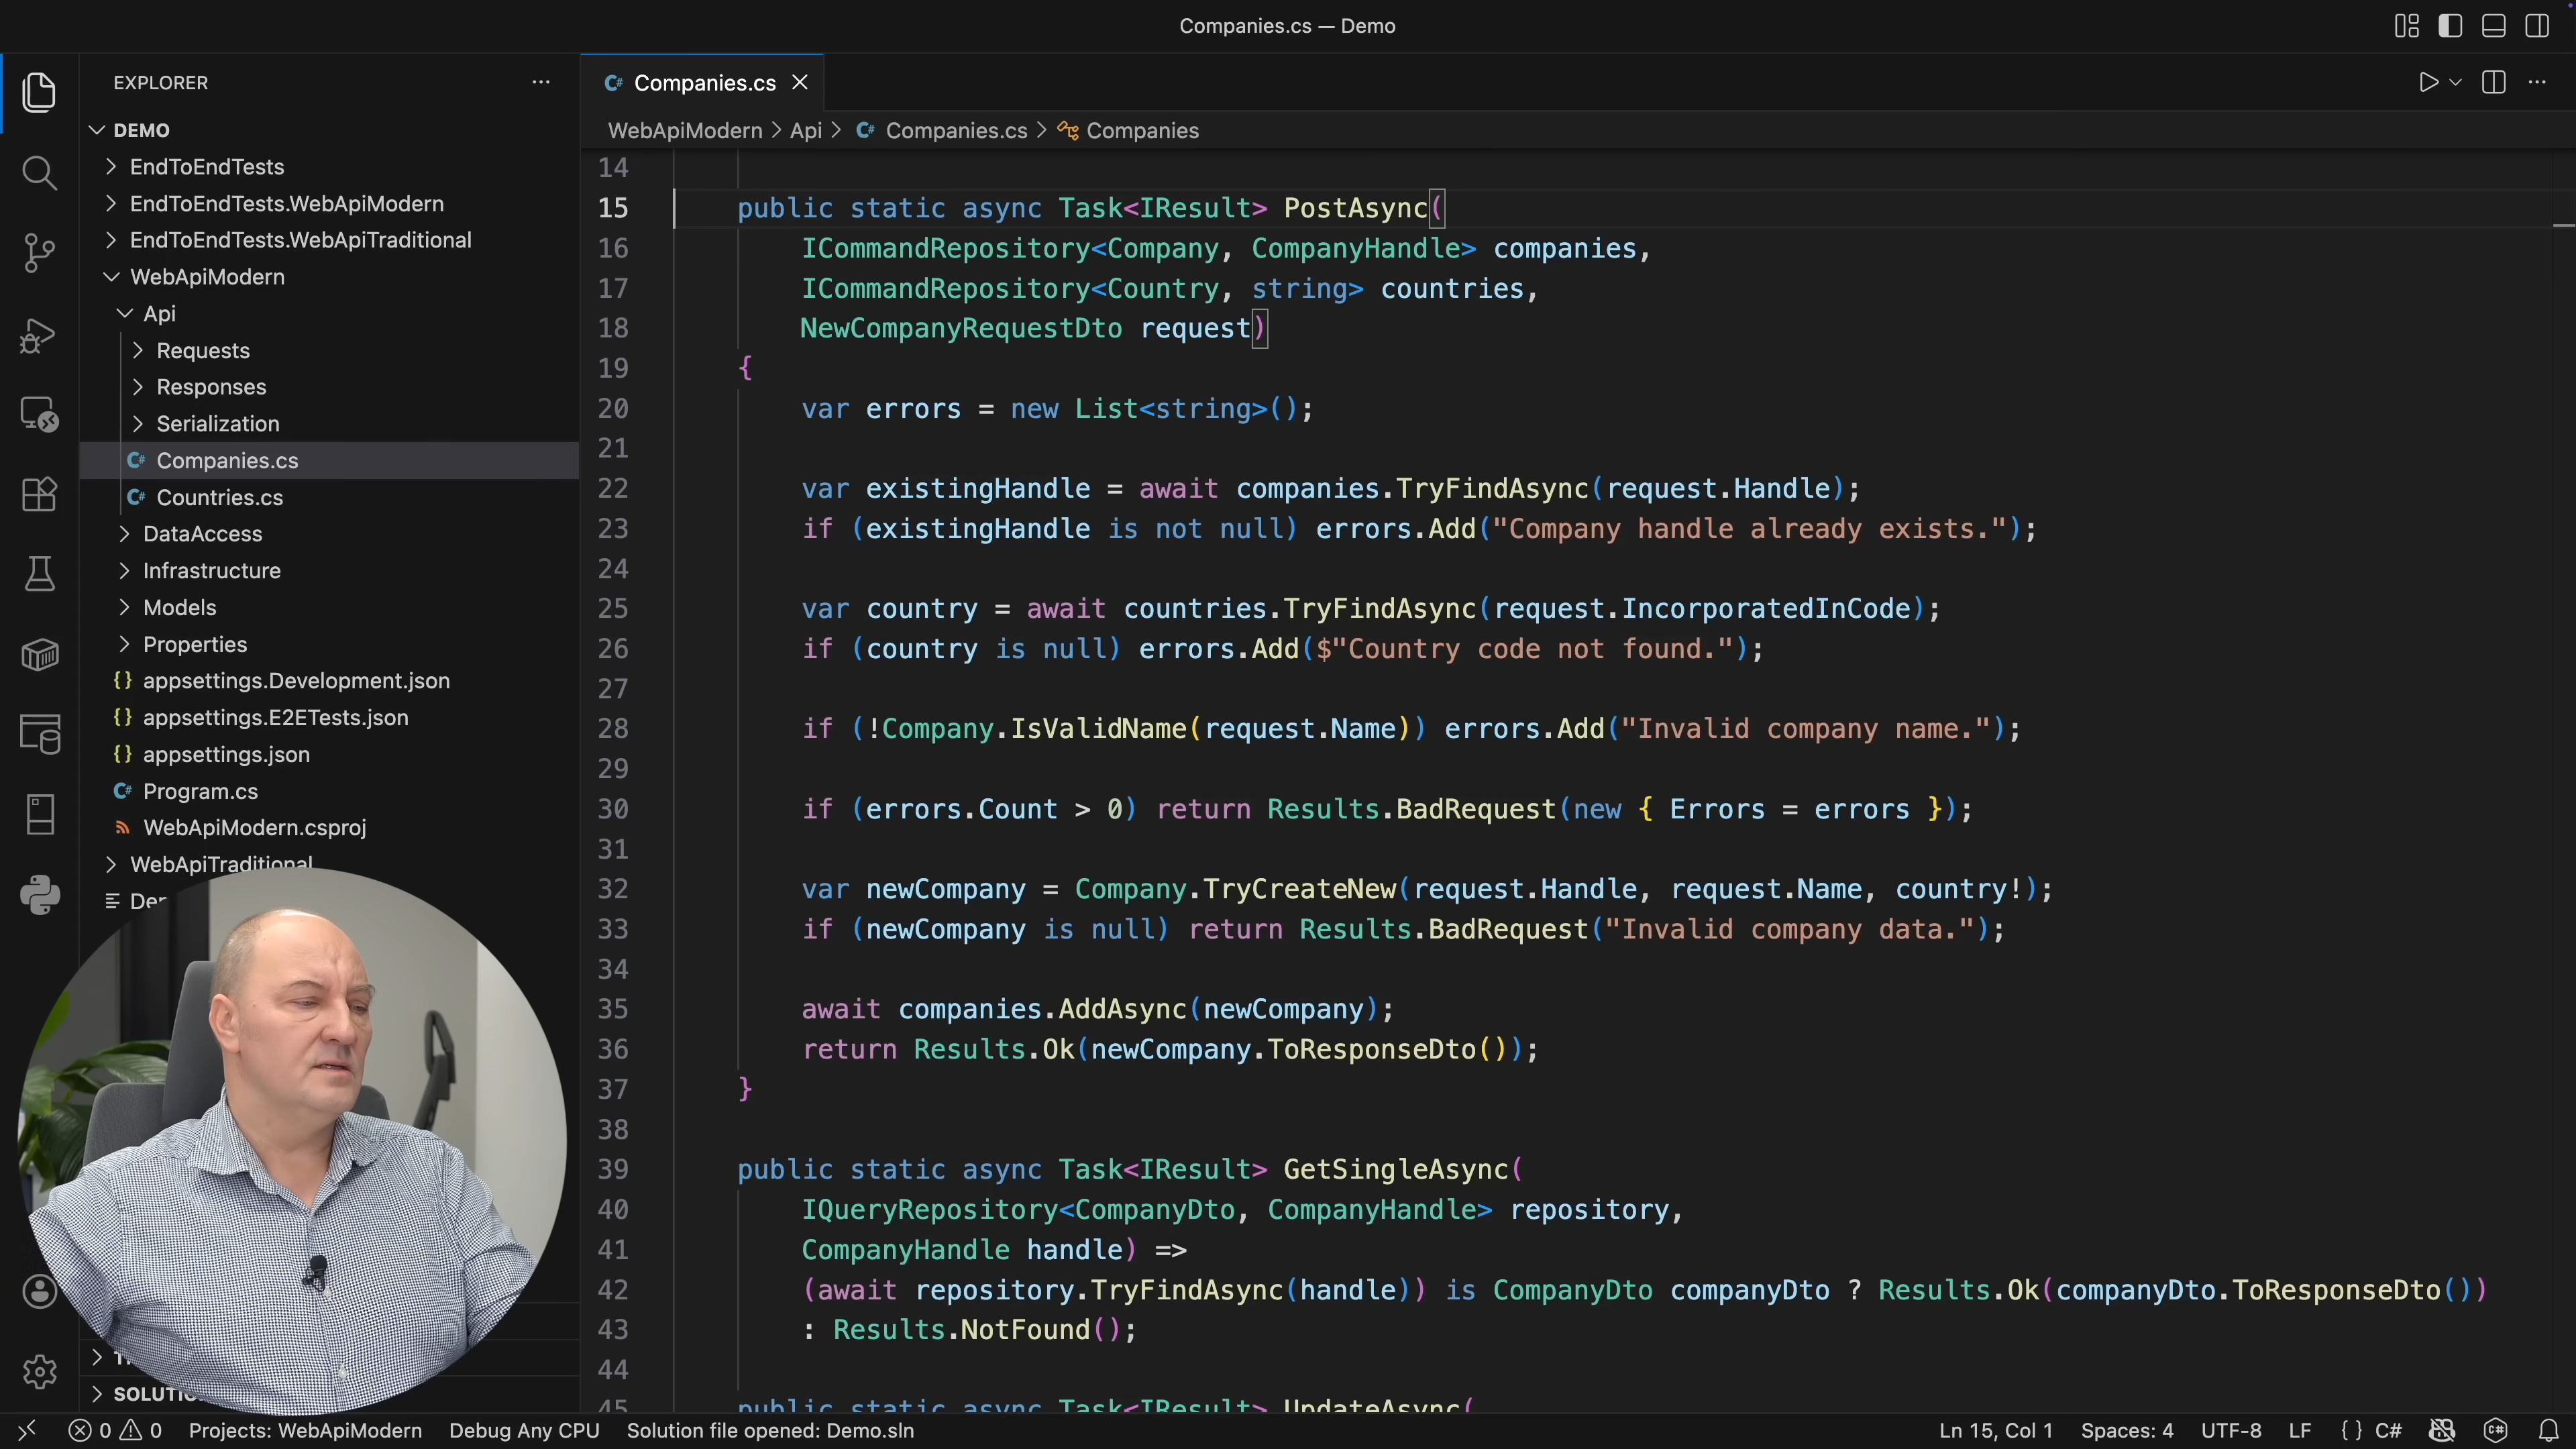 Companies.cs — Demo
EXPLORER
DEMO
EndToEndTests
EndToEndTests.WebApiModern
EndToEndTests.WebApiTraditional
WebApiModern
Api
Requests
Responses
Serialization
C# Companies.cs
C# Countries.cs
DataAccess
Infrastructure
Models
Properties
{} appsettings.Development.json
{} appsettings.E2ETests.json
{} appsettings.json
C# Program.cs
WebApiModern.csproj
WebApiTraditional
C# Companies.cs
WebApiModern > Api > C# Companies.cs > Companies
14
15 public static async Task<IResult> PostAsync(
16 ICommandRepository<Company, CompanyHandle> companies,
17 ICommandRepository<Country, string> countries,
18 NewCompanyRequestDto request)
19 {
20 var errors = new List<string>();
21
22 var existingHandle = await companies.TryFindAsync(request.Handle);
23 if (existingHandle is not null) errors.Add("Company handle already exists.");
24
25 var country = await countries.TryFindAsync(request.IncorporatedInCode);
26 if (country is null) errors.Add($"Country code not found.");
27
28 if (!Company.IsValidName(request.Name)) errors.Add("Invalid company name.");
29
30 if (errors.Count > 0) return Results.BadRequest(new { Errors = errors });
31
32 var newCompany = Company.TryCreateNew(request.Handle, request.Name, country!);
33 if (newCompany is null) return Results.BadRequest("Invalid company data.");
34
35 await companies.AddAsync(newCompany);
36 return Results.Ok(newCompany.ToResponseDto());
37 }
38
39 public static async Task<IResult> GetSingleAsync(
40 IQueryRepository<CompanyDto, CompanyHandle> repository,
41 CompanyHandle handle) =>
42 (await repository.TryFindAsync(handle)) is CompanyDto companyDto ? Results.Ok(companyDto.ToResponseDto())
43 : Results.NotFound();
44
45 public static async Task<IResult> UpdateAsync(
0 0 Projects: WebApiModern Debug Any CPU Solution file opened: Demo.sln Ln 15, Col 1 Spaces: 4 UTF-8 LF {} C#